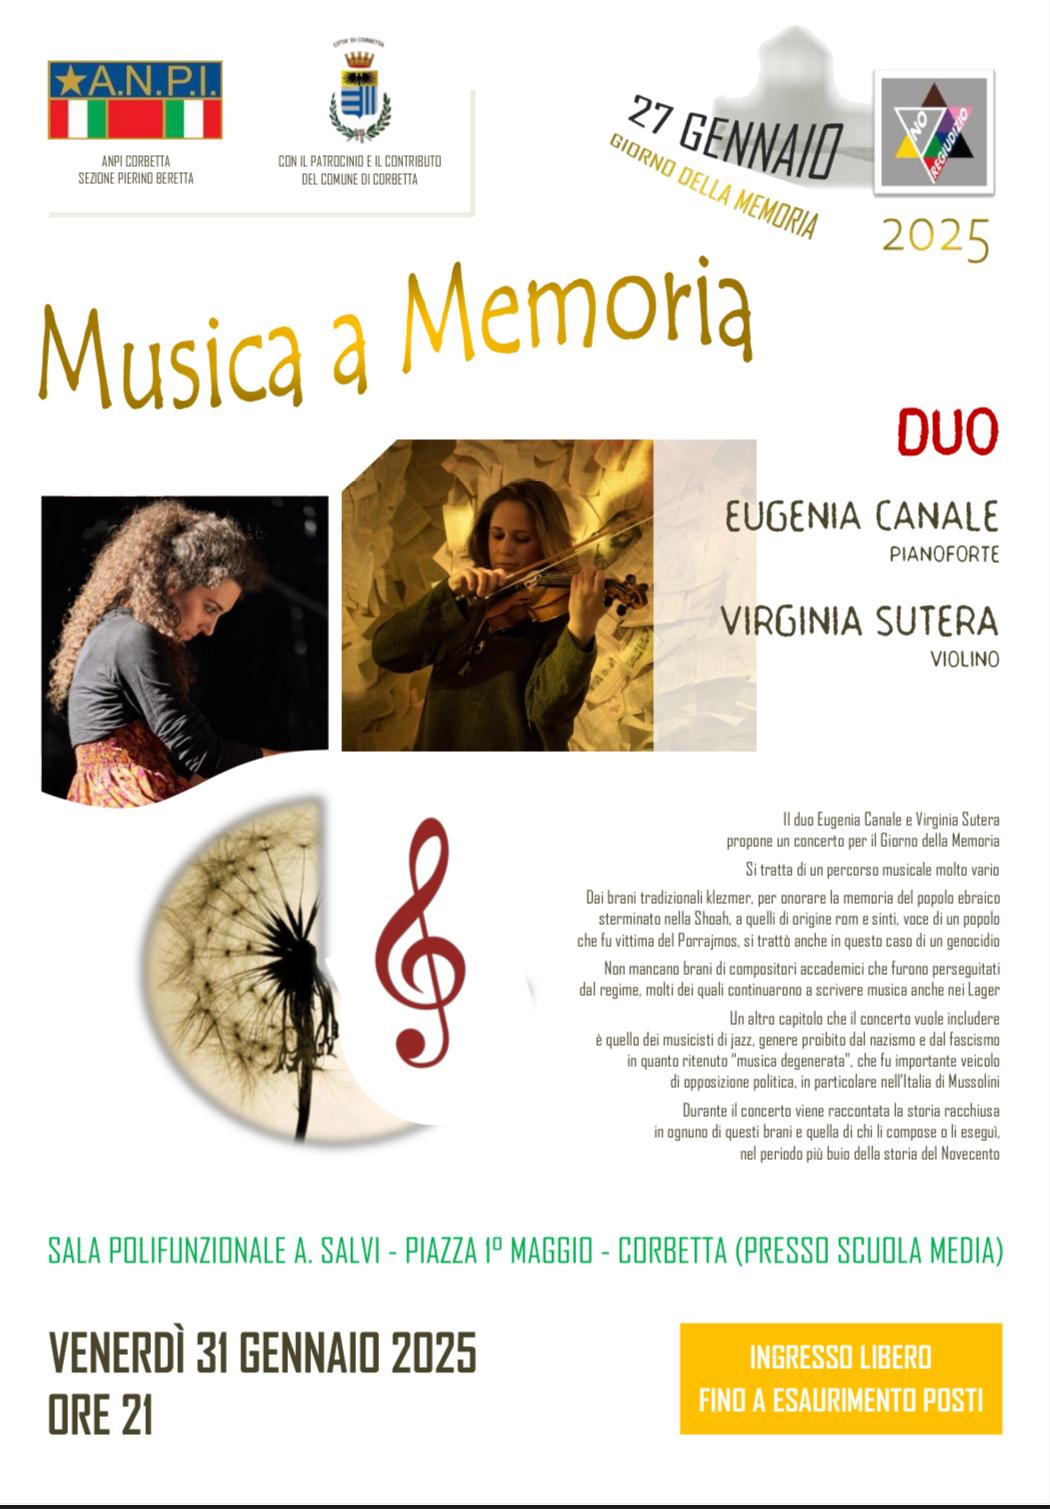 A.N.P.I.
ANPI CORBETTA
SEZIONE PIERINO BERETTA
CITTA' DI CORBETTA
CON IL PATROCINIO E IL CONTRIBUTO
DEL COMUNE DI CORBETTA
27 GENNAIO
GIORNO DELLA MEMORIA
NO
REGIUDIZIO
2025
Musica a Memoria
DUO
EUGENIA CANALE
PIANOFORTE
VIRGINIA SUTERA
VIOLINO
Il duo Eugenia Canale e Virginia Sutera
propone un concerto per il Giorno della Memoria
Si tratta di un percorso musicale molto vario
Dai brani tradizionali klezmer, per onorare la memoria del popolo ebraico
sterminato nella Shoah, a quelli di origine rom e sinti, voce di un popolo
che fu vittima del Porrajmos, si trattò anche in questo caso di un genocidio
Non mancano brani di compositori accademici che furono perseguitati
dal regime, molti dei quali continuarono a scrivere musica anche nei Lager
Un altro capitolo che il concerto vuole includere
è quello dei musicisti di jazz, genere proibito dal nazismo e dal fascismo
in quanto ritenuto “musica degenerata”, che fu importante veicolo
di opposizione politica, in particolare nell’Italia di Mussolini
Durante il concerto viene raccontata la storia racchiusa
in ognuno di questi brani e quella di chi li compose o li eseguì,
nel periodo più buio della storia del Novecento
SALA POLIFUNZIONALE A. SALVI - PIAZZA 1º MAGGIO - CORBETTA (PRESSO SCUOLA MEDIA)
VENERDÌ 31 GENNAIO 2025
ORE 21
INGRESSO LIBERO
FINO A ESAURIMENTO POSTI